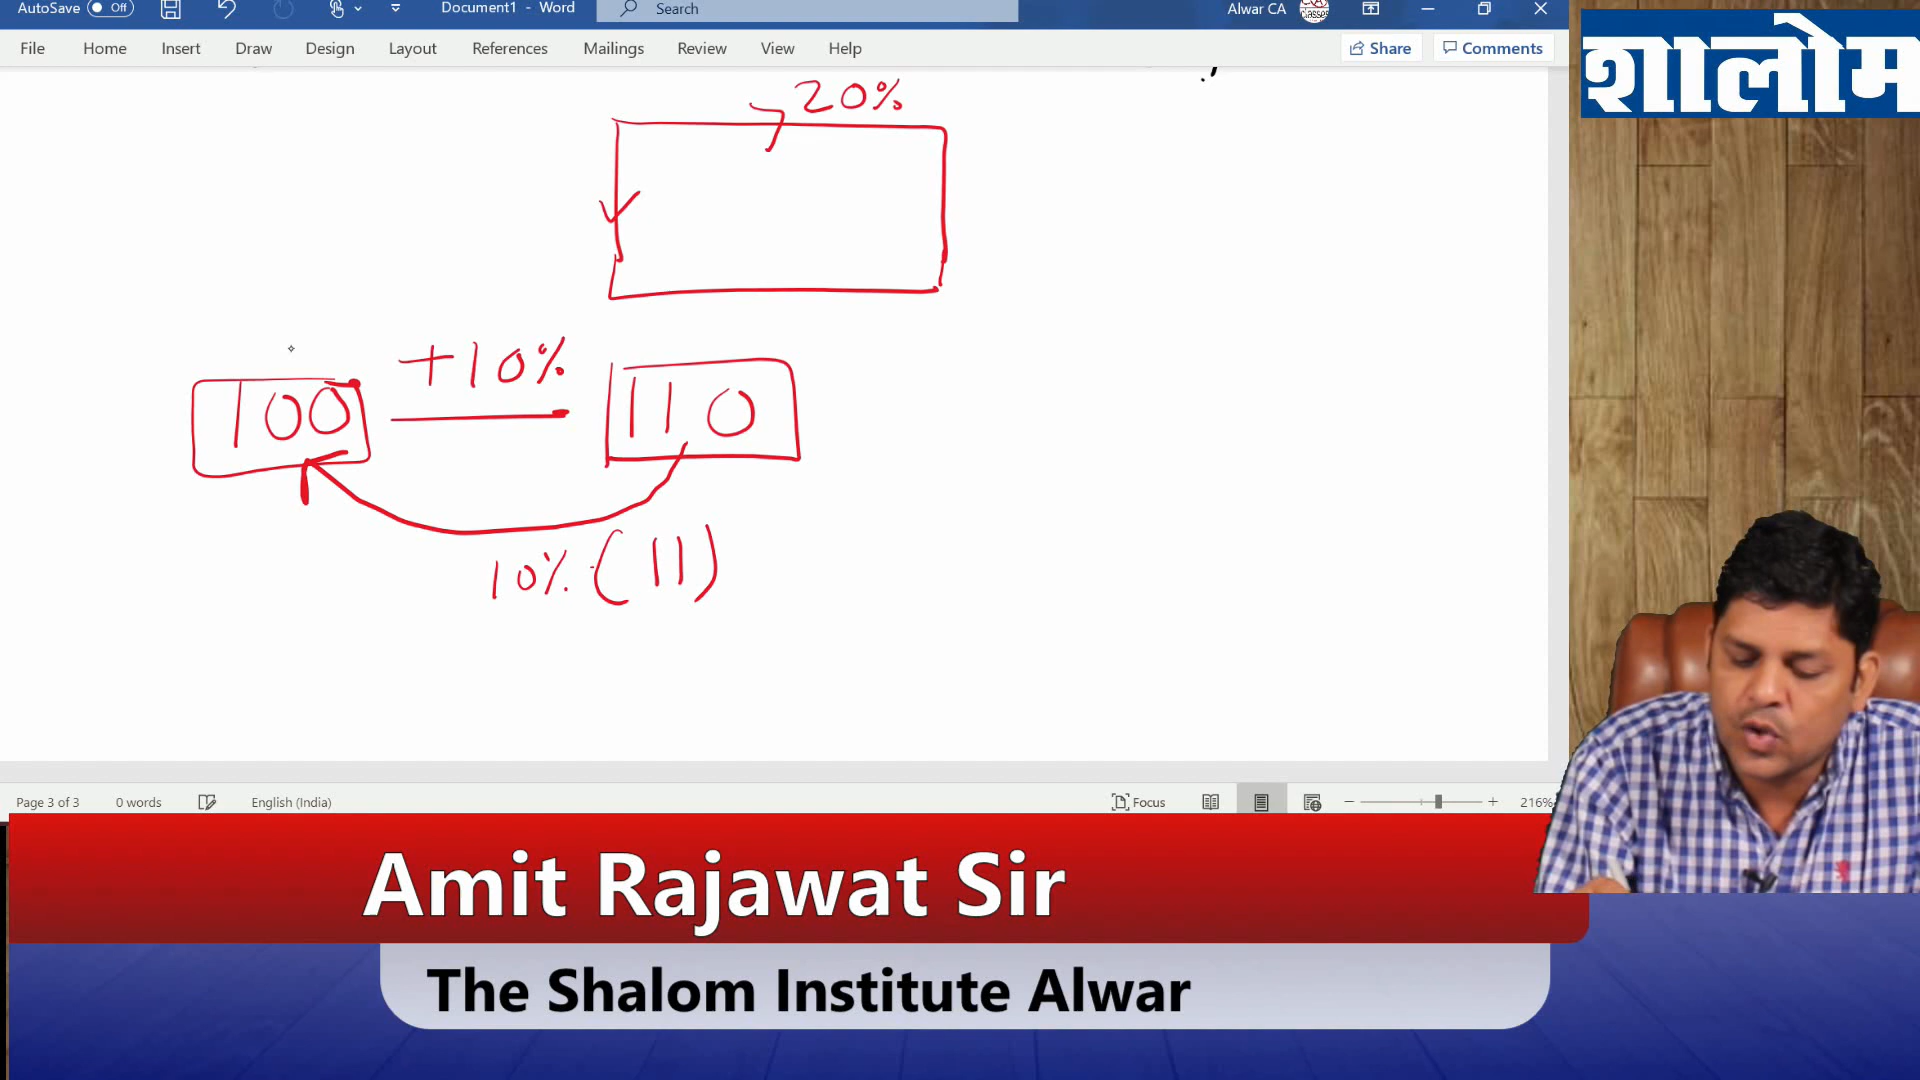 AutoSave Off Document1 - Word Search Alwar CA
शालोम
File Home Insert Draw Design Layout References Mailings Review View Help Share Comments
20%
100 +10% 110
10% (11)
Page 3 of 3 0 words English (India) Focus 216%
Amit Rajawat Sir
The Shalom Institute Alwar